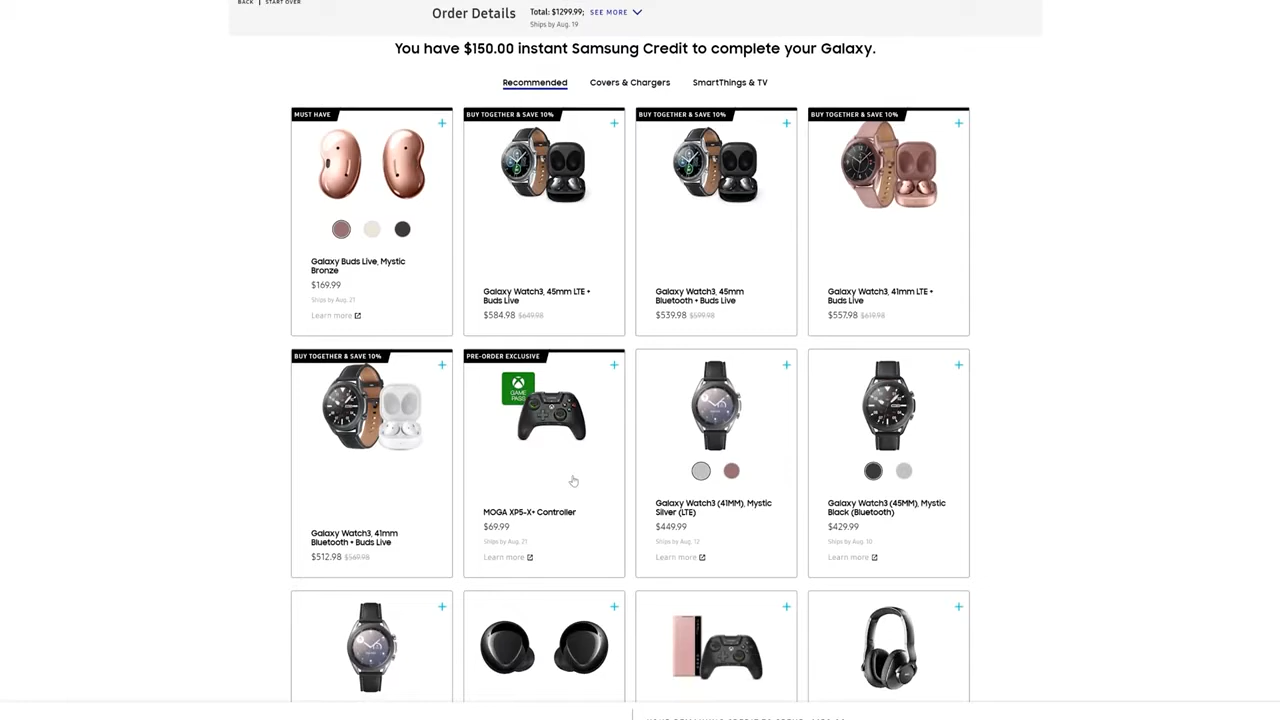 BACK | START OVER
Order Details
Total: $1299.99; SEE MORE
Ships by Aug. 19
You have $150.00 instant Samsung Credit to complete your Galaxy.
Recommended Covers & Chargers SmartThings & TV
MUST HAVE
Galaxy Buds Live, Mystic
Bronze
$169.99
Ships by Aug. 21
Learn more
BUY TOGETHER & SAVE 10%
Galaxy Watch3, 45mm LTE +
Buds Live
$584.98 $649.98
BUY TOGETHER & SAVE 10%
Galaxy Watch3, 45mm
Bluetooth + Buds Live
$539.98 $599.98
BUY TOGETHER & SAVE 10%
Galaxy Watch3, 41mm LTE +
Buds Live
$557.98 $619.98
BUY TOGETHER & SAVE 10%
Galaxy Watch3, 41mm
Bluetooth + Buds Live
$512.98 $569.98
PRE-ORDER EXCLUSIVE
GAME
PASS
MOGA XP5-X+ Controller
$69.99
Ships by Aug. 21
Learn more
Galaxy Watch3 (41MM), Mystic
Silver (LTE)
$449.99
Ships by Aug. 12
Learn more
Galaxy Watch3 (45MM), Mystic
Black (Bluetooth)
$429.99
Ships by Aug. 10
Learn more